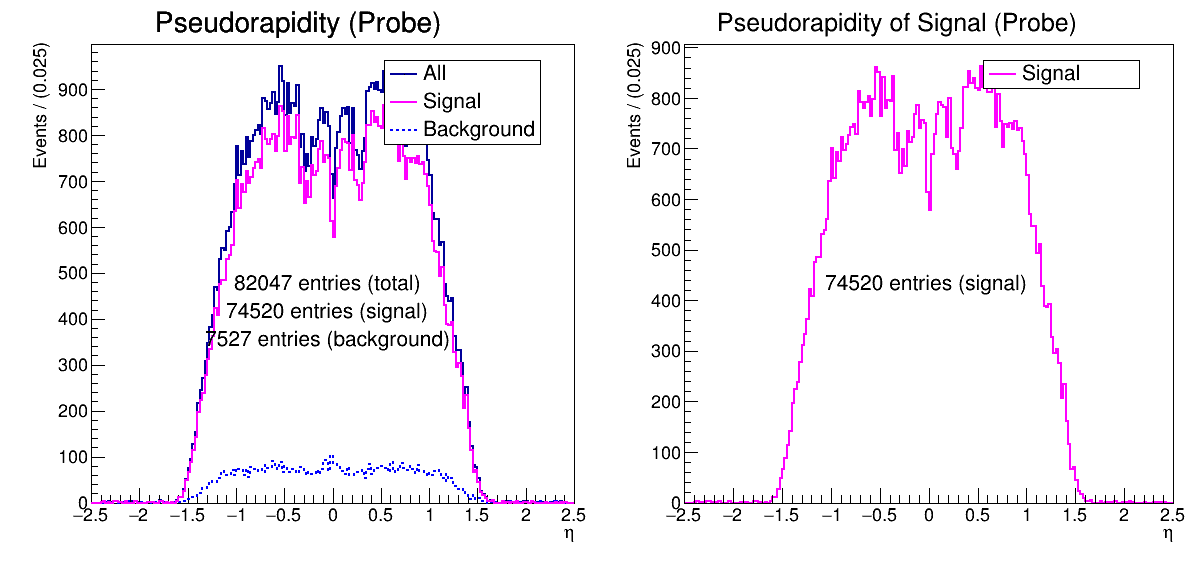 Pseudorapidity (Probe)
Events / (0.025)
900
800
700
600
500
400
300
200
100
0
−2.5 −2 −1.5 −1 −0.5 0 0.5 1 1.5 2 2.5
η
All
Signal
Background
82047 entries (total)
74520 entries (signal)
7527 entries (background)
Pseudorapidity of Signal (Probe)
Events / (0.025)
900
800
700
600
500
400
300
200
100
0
−2.5 −2 −1.5 −1 −0.5 0 0.5 1 1.5 2 2.5
η
Signal
74520 entries (signal)